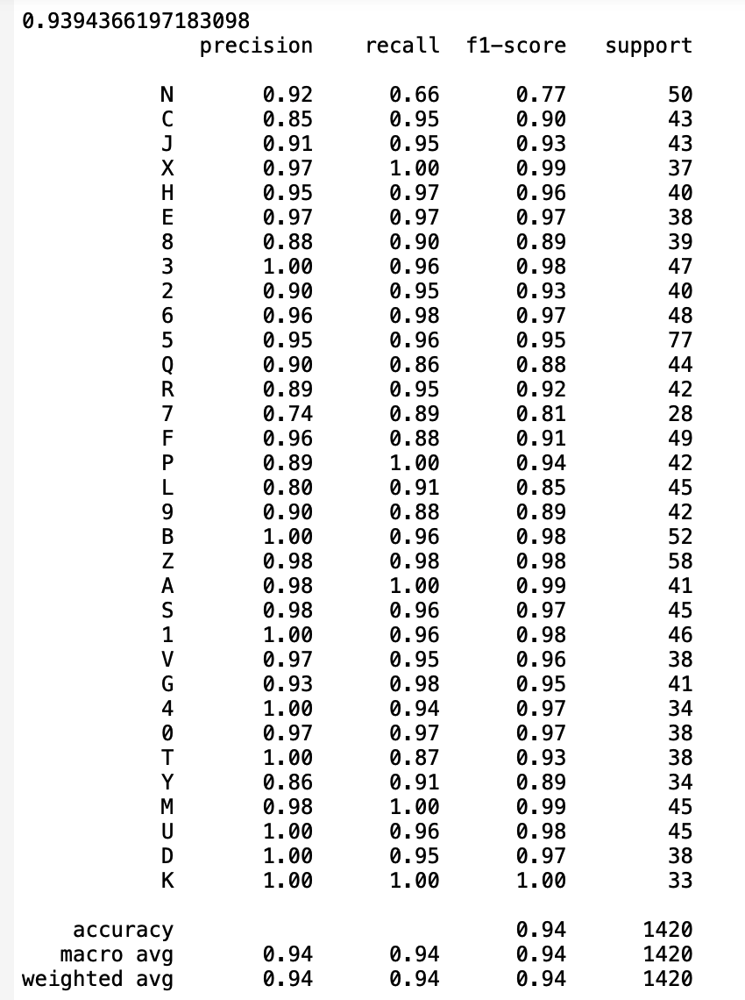 0.9394366197183098
precision recall f1-score support
N 0.92 0.66 0.77 50
C 0.85 0.95 0.90 43
J 0.91 0.95 0.93 43
X 0.97 1.00 0.99 37
H 0.95 0.97 0.96 40
E 0.97 0.97 0.97 38
8 0.88 0.90 0.89 39
3 1.00 0.96 0.98 47
2 0.90 0.95 0.93 40
6 0.96 0.98 0.97 48
5 0.95 0.96 0.95 77
Q 0.90 0.86 0.88 44
R 0.89 0.95 0.92 42
7 0.74 0.89 0.81 28
F 0.96 0.88 0.91 49
P 0.89 1.00 0.94 42
L 0.80 0.91 0.85 45
9 0.90 0.88 0.89 42
B 1.00 0.96 0.98 52
Z 0.98 0.98 0.98 58
A 0.98 1.00 0.99 41
S 0.98 0.96 0.97 45
1 1.00 0.96 0.98 46
V 0.97 0.95 0.96 38
G 0.93 0.98 0.95 41
4 1.00 0.94 0.97 34
0 0.97 0.97 0.97 38
T 1.00 0.87 0.93 38
Y 0.86 0.91 0.89 34
M 0.98 1.00 0.99 45
U 1.00 0.96 0.98 45
D 1.00 0.95 0.97 38
K 1.00 1.00 1.00 33
accuracy 0.94 1420
macro avg 0.94 0.94 0.94 1420
weighted avg 0.94 0.94 0.94 1420